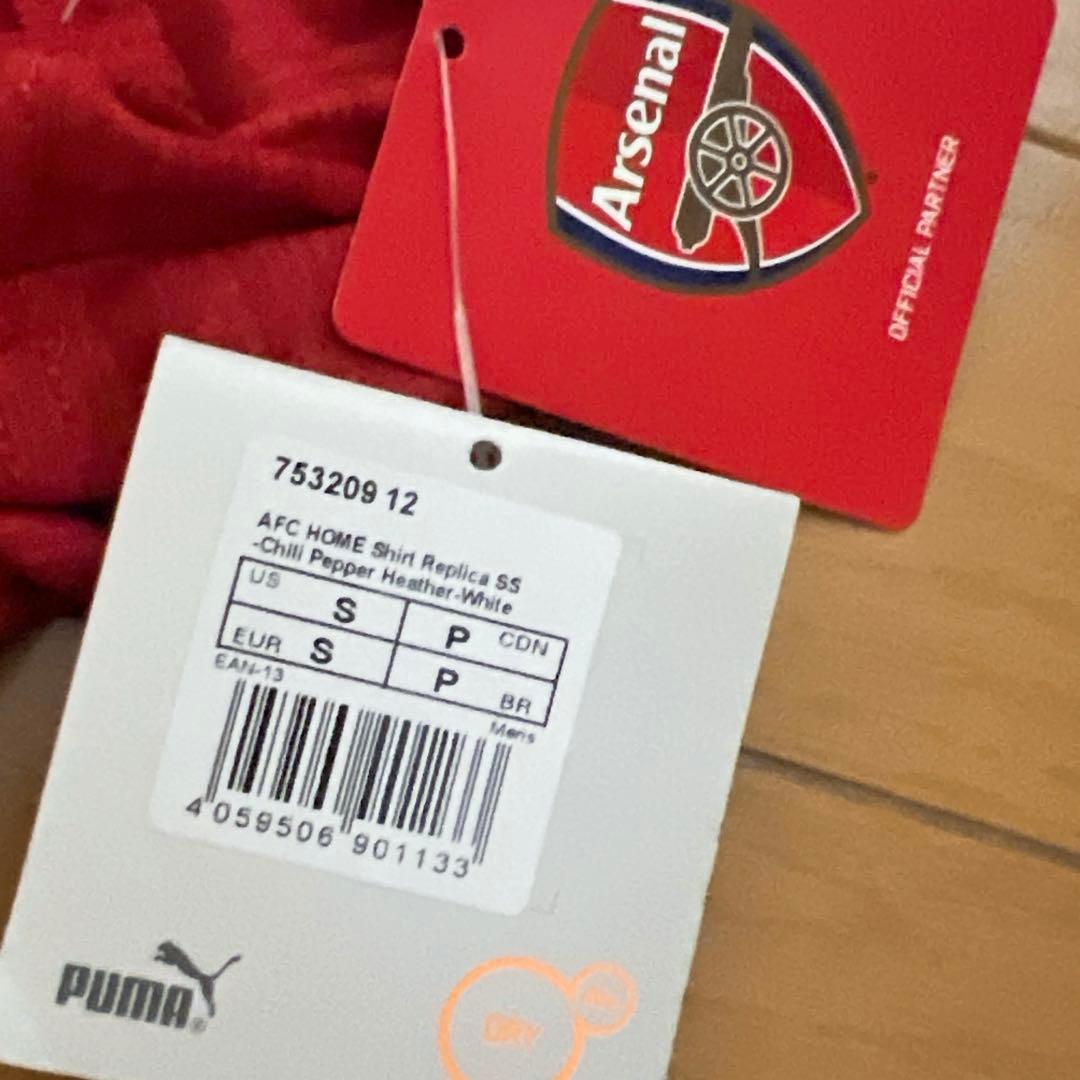 Arsenal
OFFICIAL PARTNER
753209 12
AFC HOME Shirt Replica SS
-Chili Pepper Heather-White
US S P CDN
EUR S P BR
EAN-13
Mens
4 059506 901133
PUMA
DRY